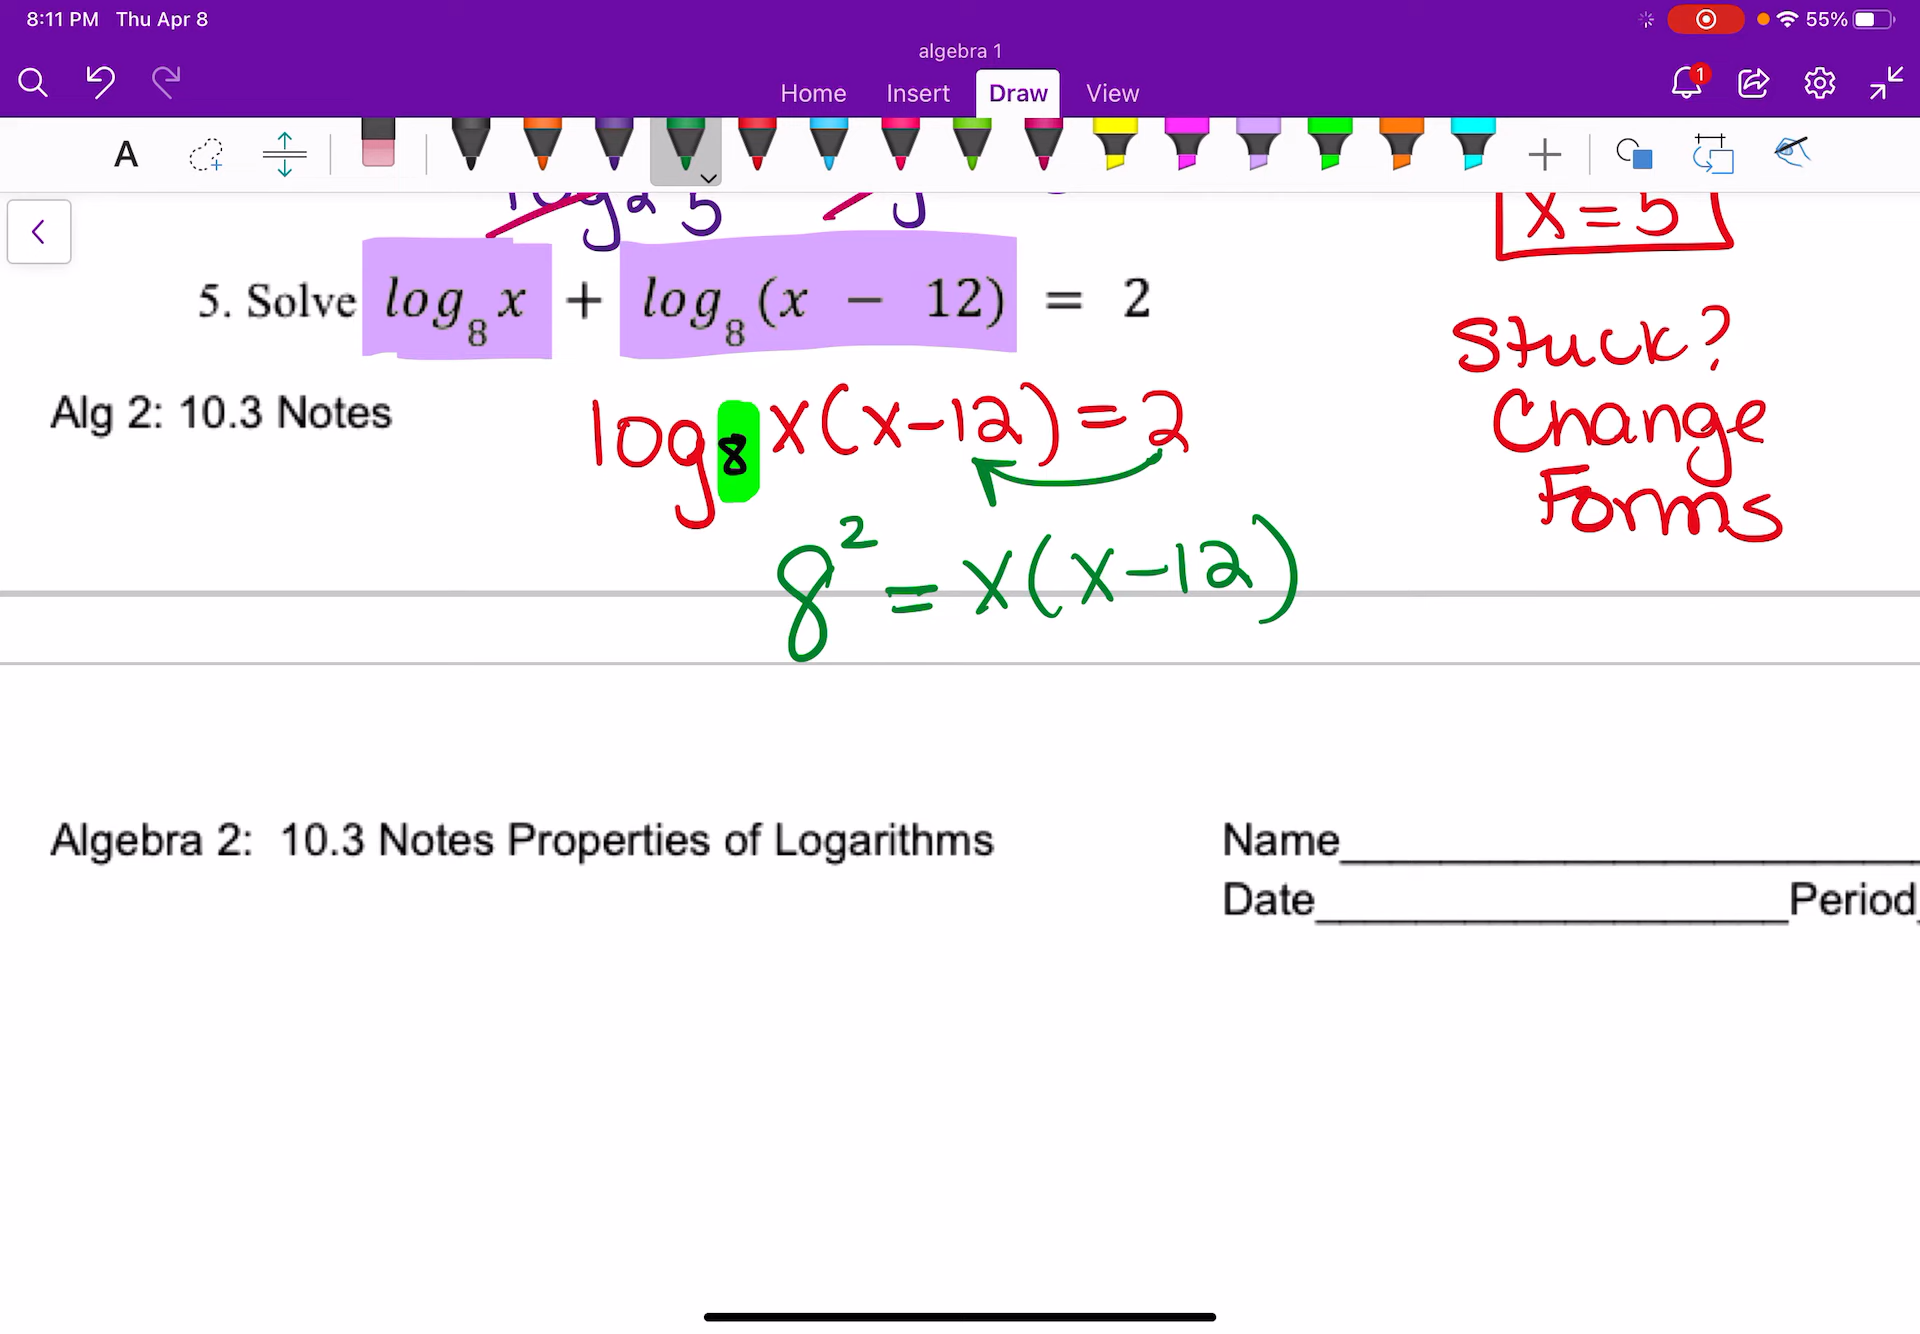 8:11 PM Thu Apr 8
55%
algebra 1
Home Insert Draw View
1
A
x = 5
5. Solve log₈x + log₈(x − 12) = 2
Stuck?
Alg 2: 10.3 Notes
log₈ x(x-12) = 2
Change
Forms
8² = x(x-12)
Algebra 2: 10.3 Notes Properties of Logarithms
Name
Date Period